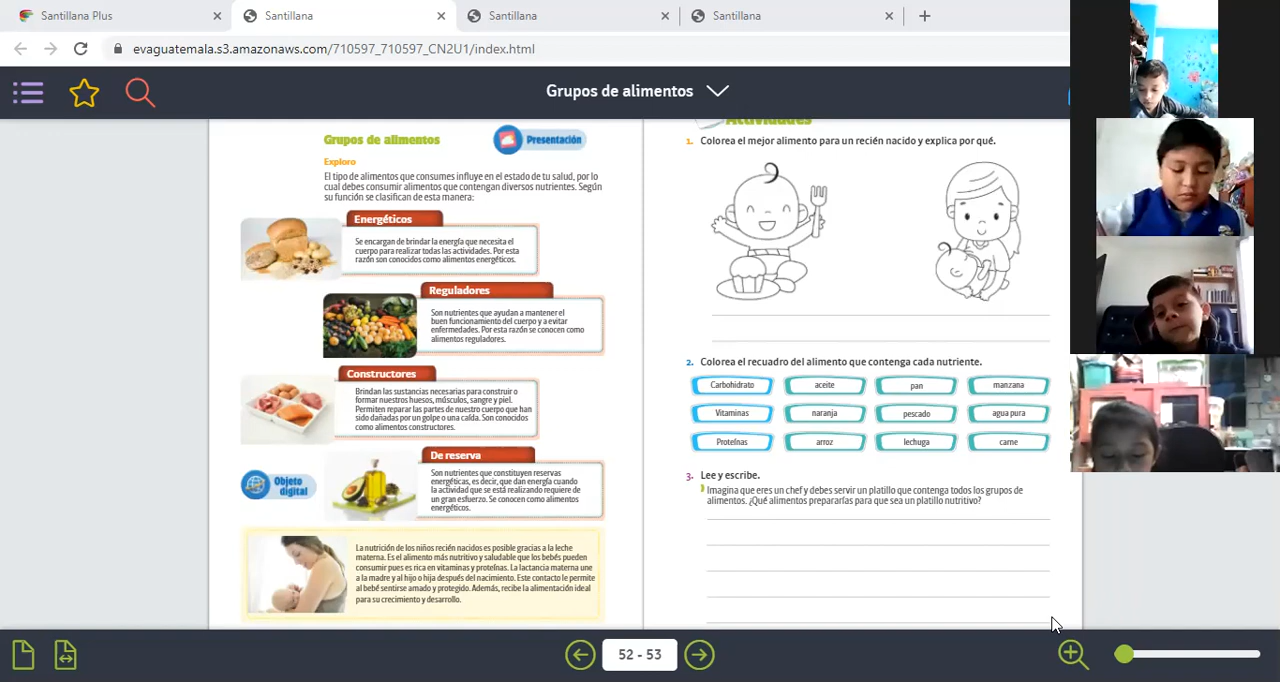 Santillana Plus
Santillana
Santillana
Santillana
evaguatemala.s3.amazonaws.com/710597_710597_CN2U1/index.html
Grupos de alimentos
Grupos de alimentos
Presentación
Exploro
El tipo de alimentos que consumes influye en el estado de tu salud, por lo
cual debes consumir alimentos que contengan diversos nutrientes. Según
su función se clasifican de esta manera:
Energéticos
Se encargan de brindar la energía que necesita el
cuerpo para realizar todas las actividades. Por esta
razón son conocidos como alimentos energéticos.
Reguladores
Son nutrientes que ayudan a mantener el
buen funcionamiento del cuerpo y a evitar
enfermedades. Por esta razón se conocen como
alimentos reguladores.
Constructores
Brindan las sustancias necesarias para construir o
formar nuestros huesos, músculos, sangre y piel.
Permiten reparar las partes de nuestro cuerpo que han
sido dañadas por un golpe o una caída. Son conocidos
como alimentos constructores.
De reserva
Son nutrientes que constituyen reservas
energéticas, es decir, que dan energía cuando
la actividad que se está realizando requiere de
un gran esfuerzo. Se conocen como alimentos
energéticos.
Objeto
digital
La nutrición de los niños recién nacidos es posible gracias a la leche
materna. Es el alimento más nutritivo y saludable que los bebés pueden
consumir pues es rica en vitaminas y proteínas. La lactancia materna une
a la madre y al hijo o hija después del nacimiento. Este contacto le permite
al bebé sentirse amado y protegido. Además, recibe la alimentación ideal
para su crecimiento y desarrollo.
Actividades
1. Colorea el mejor alimento para un recién nacido y explica por qué.
2. Colorea el recuadro del alimento que contenga cada nutriente.
Carbohidrato aceite pan manzana
Vitaminas naranja pescado agua pura
Proteínas arroz lechuga carne
3. Lee y escribe.
Imagina que eres un chef y debes servir un platillo que contenga todos los grupos de
alimentos. ¿Qué alimentos prepararías para que sea un platillo nutritivo?
52 - 53